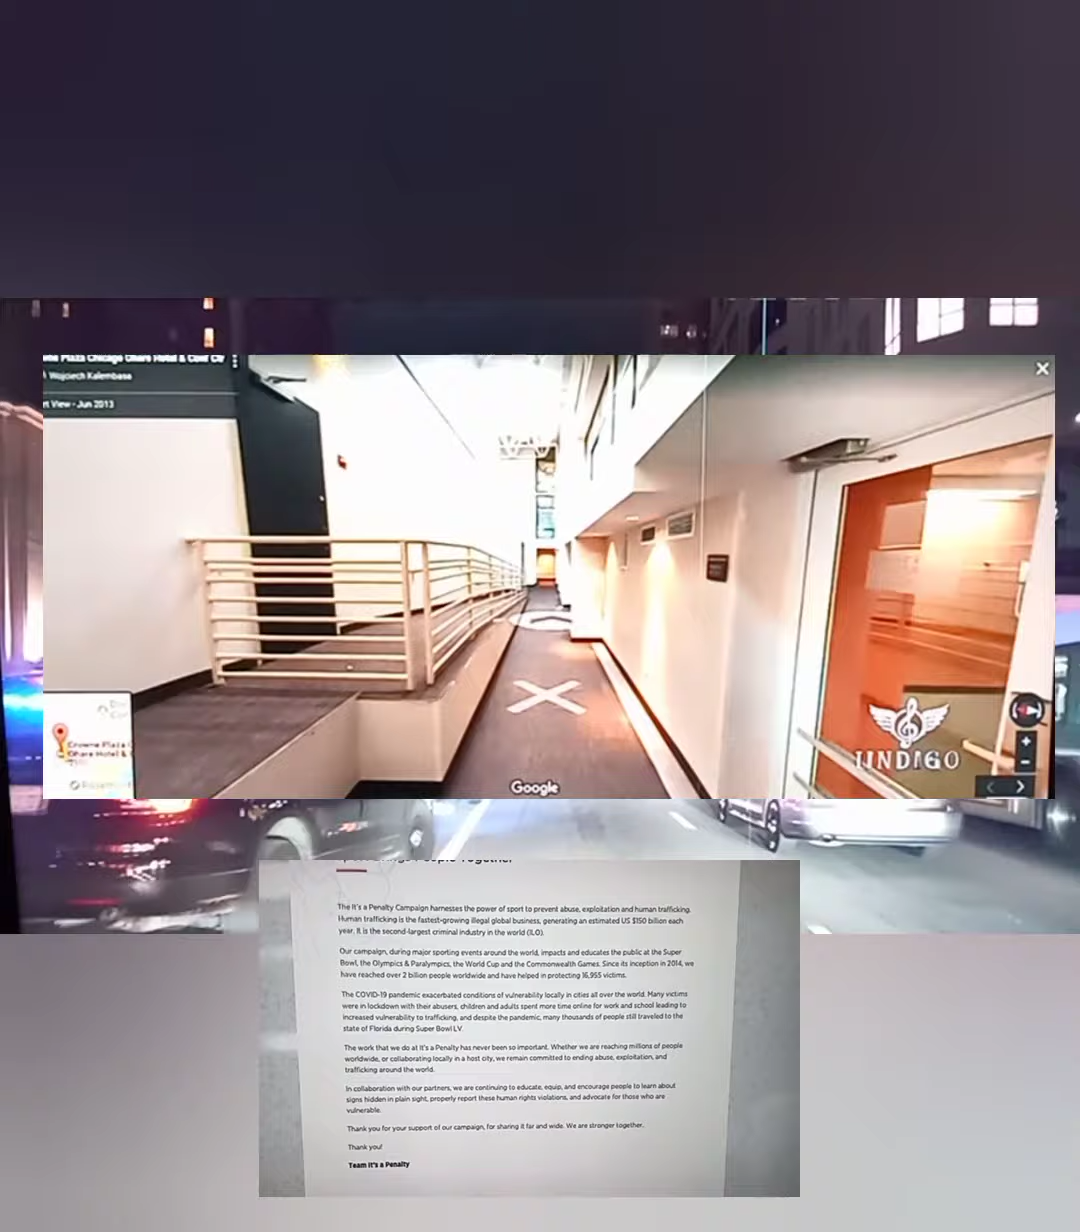 Plaza Chicago Ohare Hotel & Conf Ctr
Wojciech Kalembasa
View - Jun 2013
Crowne Plaza
Ohare Hotel &
Google
UNDIGO
People Together
The It's a Penalty Campaign harnesses the power of sport to prevent abuse, exploitation and human trafficking.
Human trafficking is the fastest-growing illegal global business, generating an estimated US $150 billion each
year. It is the second-largest criminal industry in the world (ILO).
Our campaign, during major sporting events around the world, impacts and educates the public at the Super
Bowl, the Olympics & Paralympics, the World Cup and the Commonwealth Games. Since its inception in 2014, we
have reached over 2 billion people worldwide and have helped in protecting 16,955 victims.
The COVID-19 pandemic exacerbated conditions of vulnerability locally in cities all over the world. Many victims
were in lockdown with their abusers, children and adults spent more time online for work and school leading to
increased vulnerability to trafficking, and despite the pandemic, many thousands of people still traveled to the
state of Florida during Super Bowl LV.
The work that we do at It's a Penalty has never been so important. Whether we are reaching millions of people
worldwide, or collaborating locally in a host city, we remain committed to ending abuse, exploitation, and
trafficking around the world.
In collaboration with our partners, we are continuing to educate, equip, and encourage people to learn about
signs hidden in plain sight, properly report these human rights violations, and advocate for those who are
vulnerable.
Thank you for your support of our campaign, for sharing it far and wide. We are stronger together.
Thank you!
Team It's a Penalty